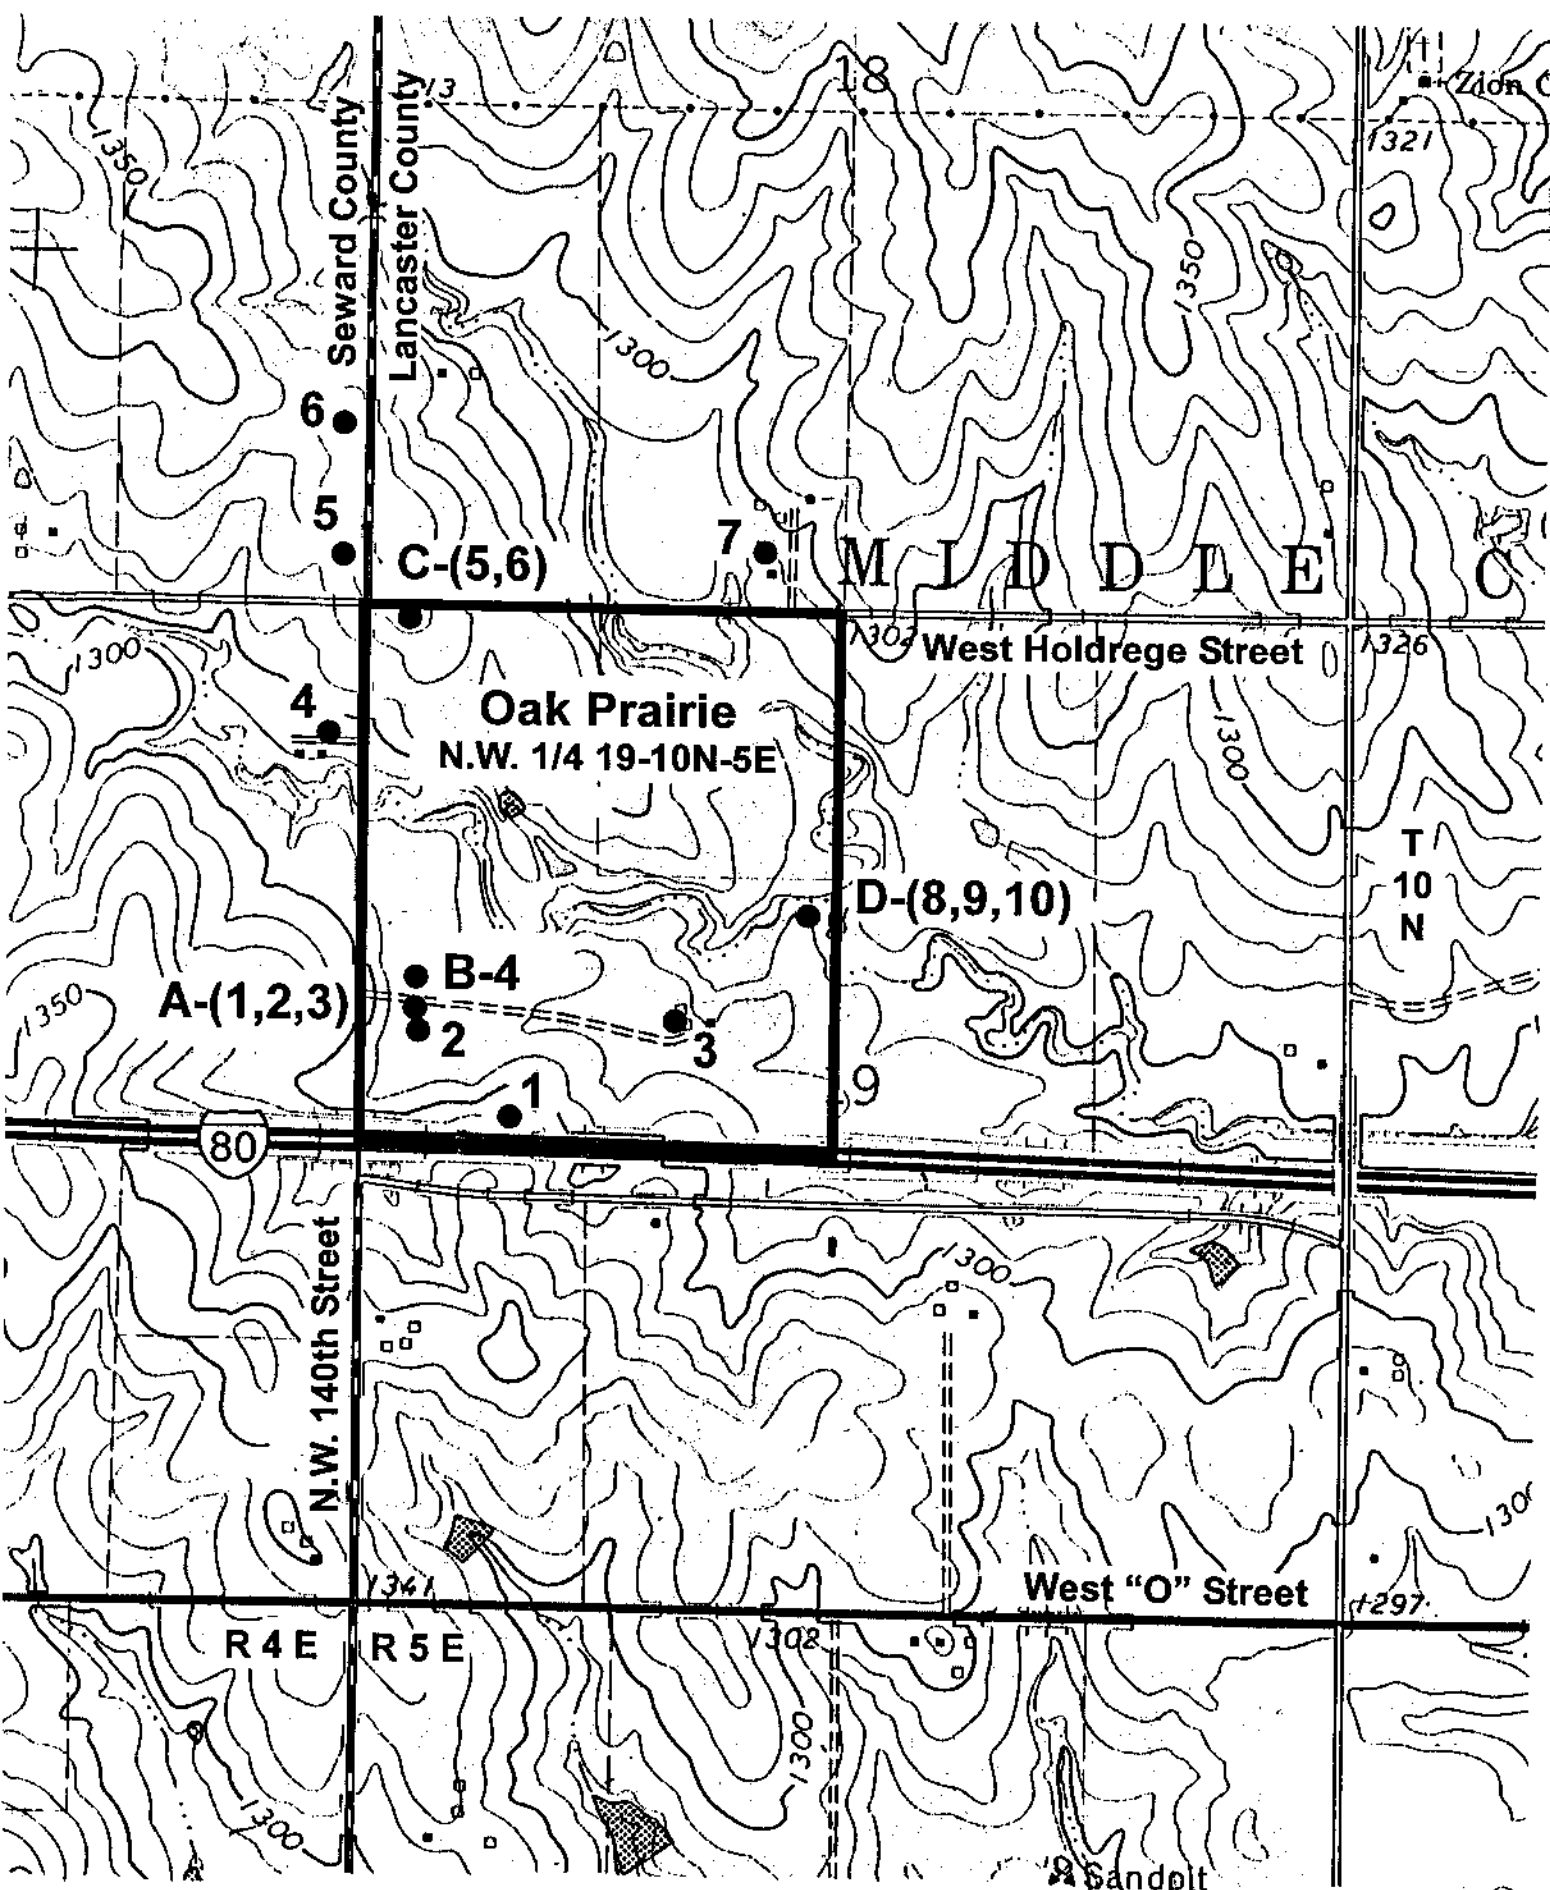 18
13
Zion C
1321
1350
Seward County
Lancaster County
1350
1300
6
5
C-(5,6)
7
MIDDLE C
1302
West Holdrege Street
1326
1300
4
Oak Prairie
N.W. 1/4 19-10N-5E
1300
T
10
N
D-(8,9,10)
B-4
A-(1,2,3)
1350
2
3
1
9
80
N.W. 140th Street
1300
1300
1341
West “O” Street
1297
R 4 E
R 5 E
1302
1300
1300
Sandpit